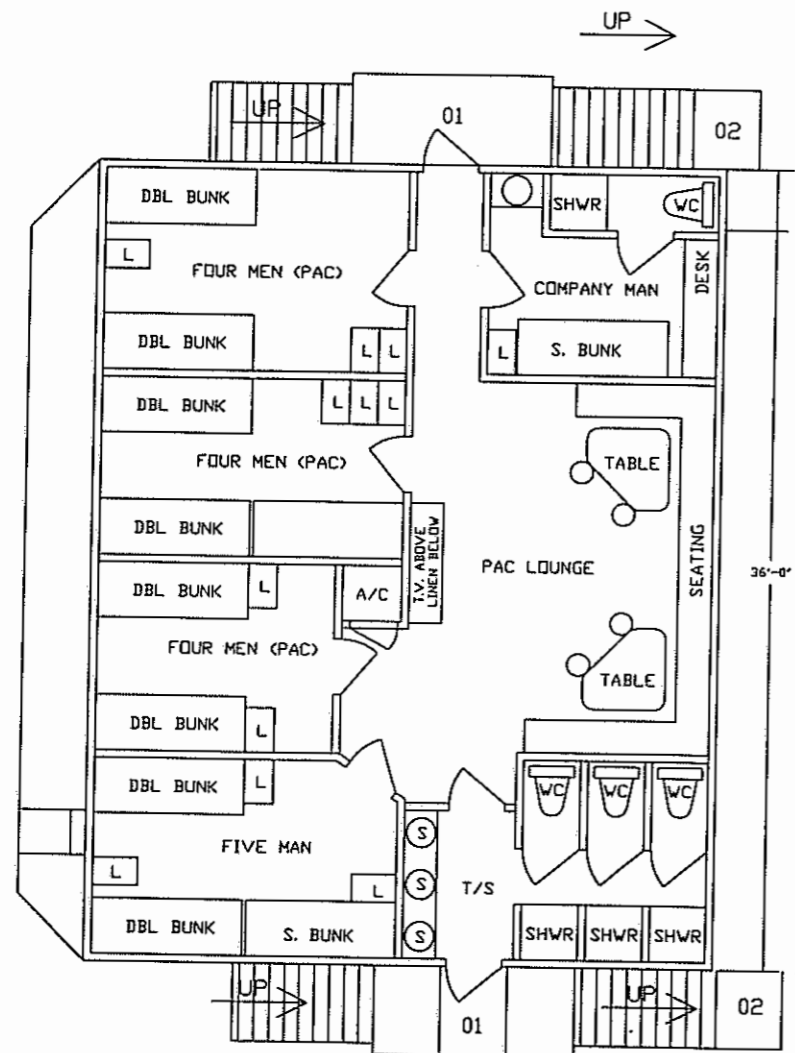 UP
UP
01
02
DBL BUNK
SHWR
WC
L
FOUR MEN (PAC)
COMPANY MAN
DESK
DBL BUNK
L
L
L
S. BUNK
DBL BUNK
L
L
L
FOUR MEN (PAC)
TABLE
DBL BUNK
T.V. ABOVE
LINEN BELOW
PAC LOUNGE
SEATING
36'-0"
DBL BUNK
L
A/C
FOUR MEN (PAC)
TABLE
DBL BUNK
L
DBL BUNK
L
WC
WC
WC
S
FIVE MAN
L
L
S
T/S
DBL BUNK
S. BUNK
S
SHWR
SHWR
SHWR
UP
01
UP
02